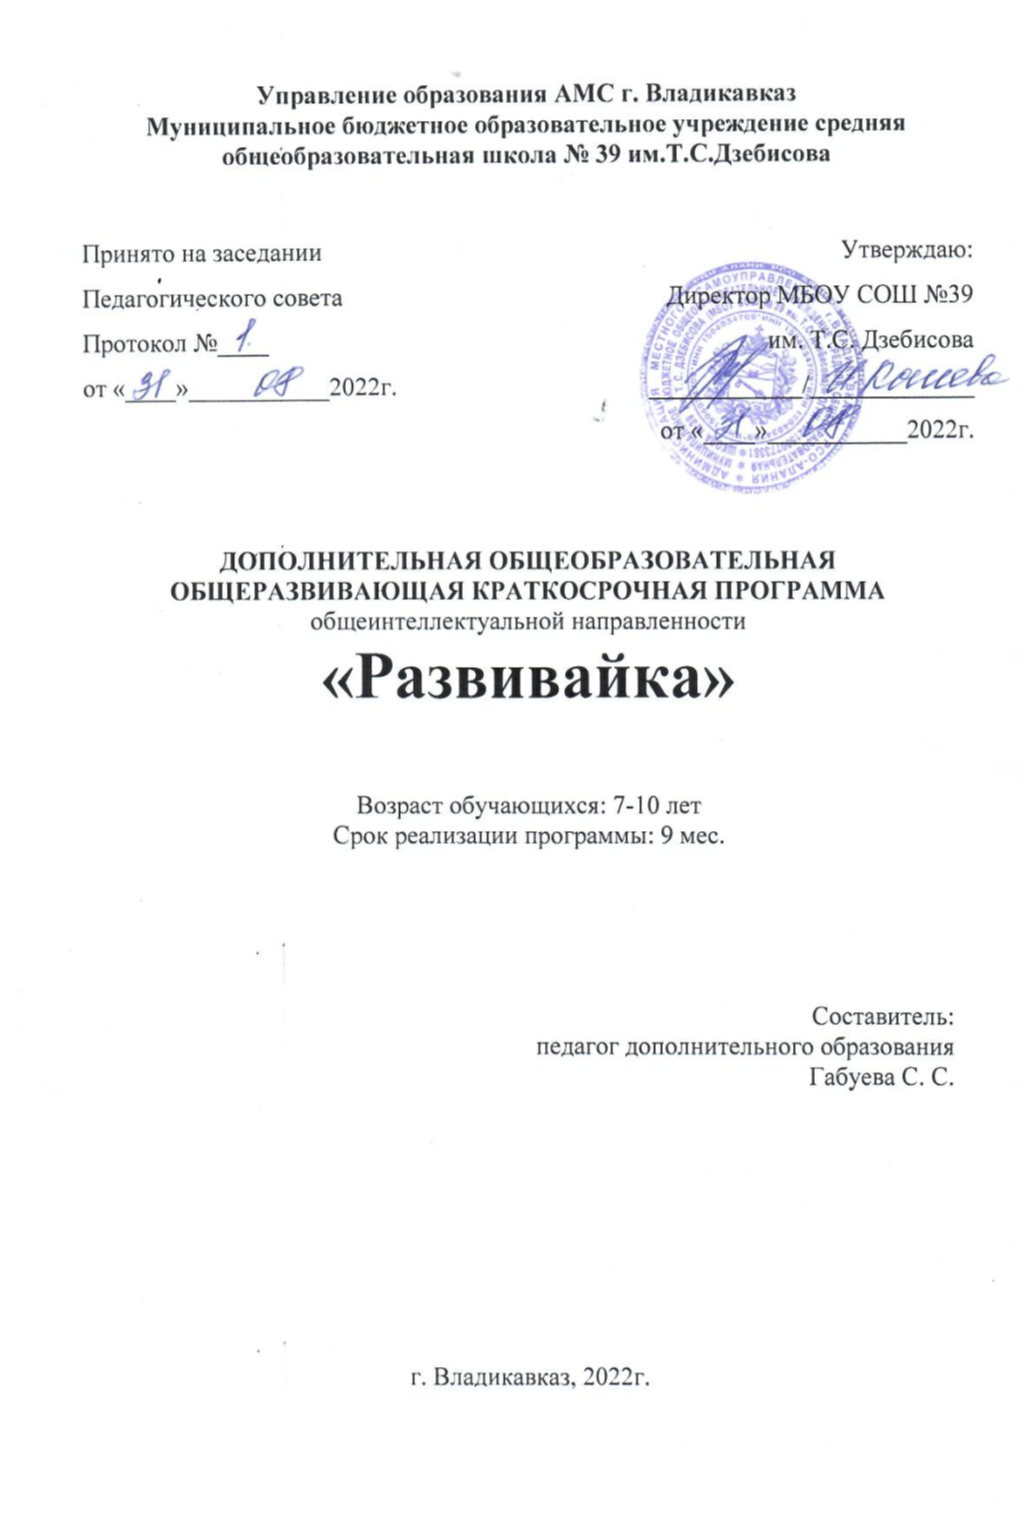 Управление образования АМС г. Владикавказ
Муниципальное бюджетное образовательное учреждение средняя
общеобразовательная школа № 39 им.Т.С.Дзебисова
Принято на заседании
Педагогического совета
Протокол № 1.
от « 31 » 08 2022г.
Утверждаю:
Директор МБОУ СОШ №39
им. Т.С. Дзебисова
/
от « 31 » 08 2022г.
ДОПОЛНИТЕЛЬНАЯ ОБЩЕОБРАЗОВАТЕЛЬНАЯ
ОБЩЕРАЗВИВАЮЩАЯ КРАТКОСРОЧНАЯ ПРОГРАММА
общеинтеллектуальной направленности
«Развивайка»
Возраст обучающихся: 7-10 лет
Срок реализации программы: 9 мес.
Составитель:
педагог дополнительного образования
Габуева С. С.
г. Владикавказ, 2022г.